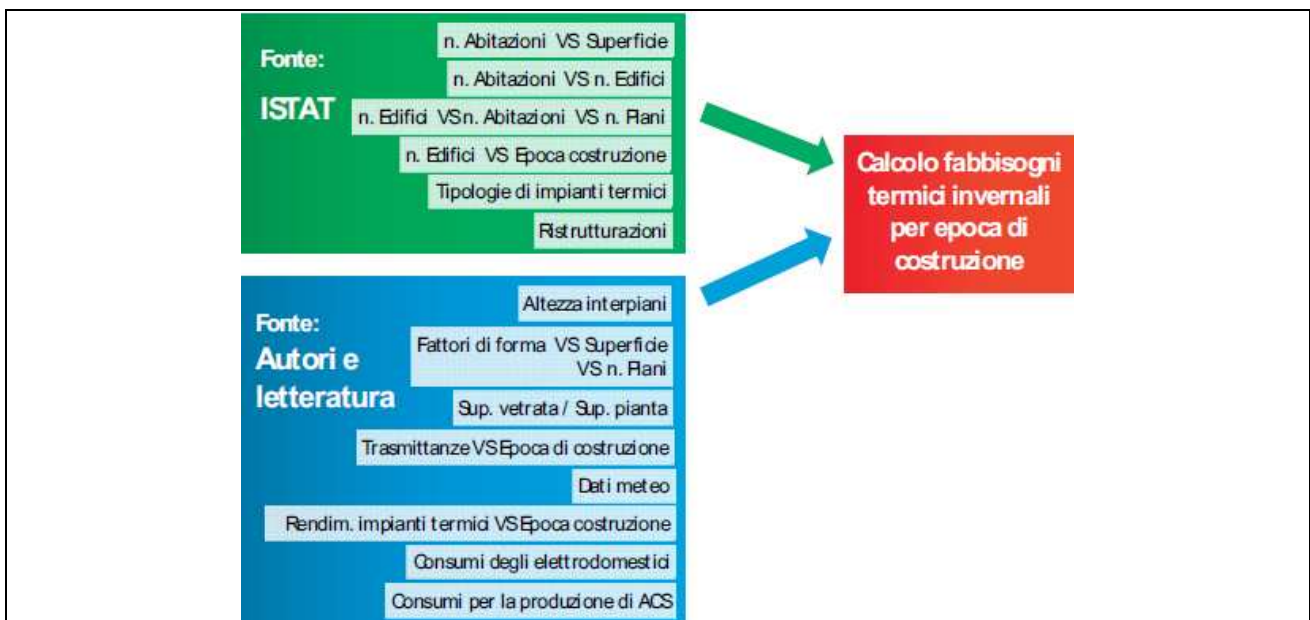 Fonte:
ISTAT
n. Abitazioni VS Superficie
n. Abitazioni VS n. Edifici
n. Edifici VS n. Abitazioni VS n. Piani
n. Edifici VS Epoca costruzione
Tipologie di impianti termici
Ristrutturazioni
Fonte:
Autori e
letteratura
Altezza interpiani
Fattori di forma VS Superficie
VS n. Piani
Sup. vetrata / Sup. pianta
Trasmittanze VS Epoca di costruzione
Dati meteo
Rendim. impianti termici VS Epoca costruzione
Consumi degli elettrodomestici
Consumi per la produzione di ACS
Calcolo fabbisogni
termici invernali
per epoca di
costruzione